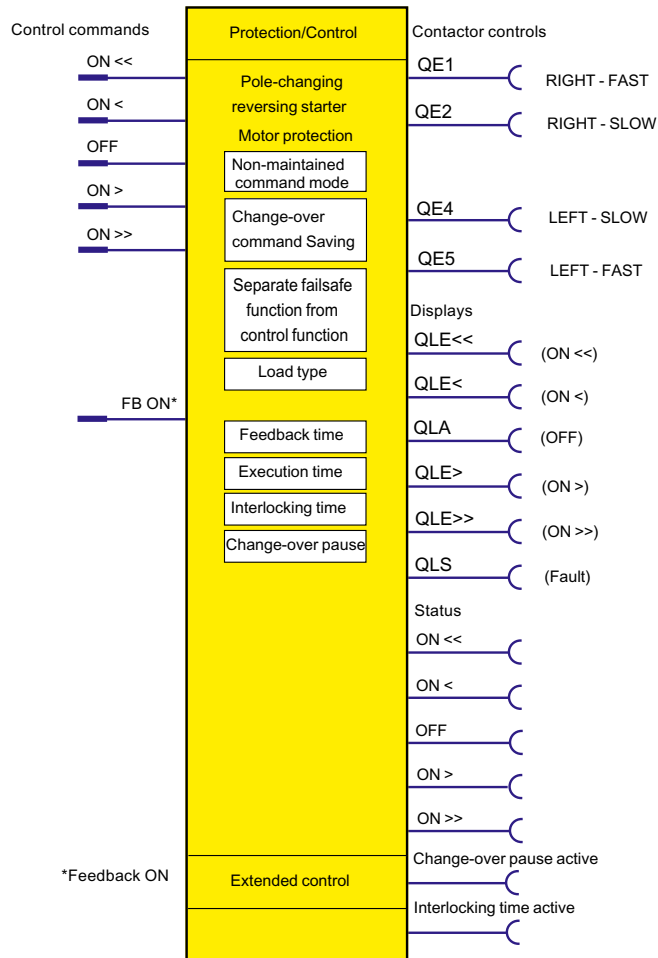 Control commands
ON <<
ON <
OFF
ON >
ON >>
FB ON*
*Feedback ON
Protection/Control
Pole-changing
reversing starter
Motor protection
Non-maintained
command mode
Change-over
command Saving
Separate failsafe
function from
control function
Load type
Feedback time
Execution time
Interlocking time
Change-over pause
Extended control
Contactor controls
QE1
RIGHT - FAST
QE2
RIGHT - SLOW
QE4
LEFT - SLOW
QE5
LEFT - FAST
Displays
QLE<<
(ON <<)
QLE<
(ON <)
QLA
(OFF)
QLE>
(ON >)
QLE>>
(ON >>)
QLS
(Fault)
Status
ON <<
ON <
OFF
ON >
ON >>
Change-over pause active
Interlocking time active